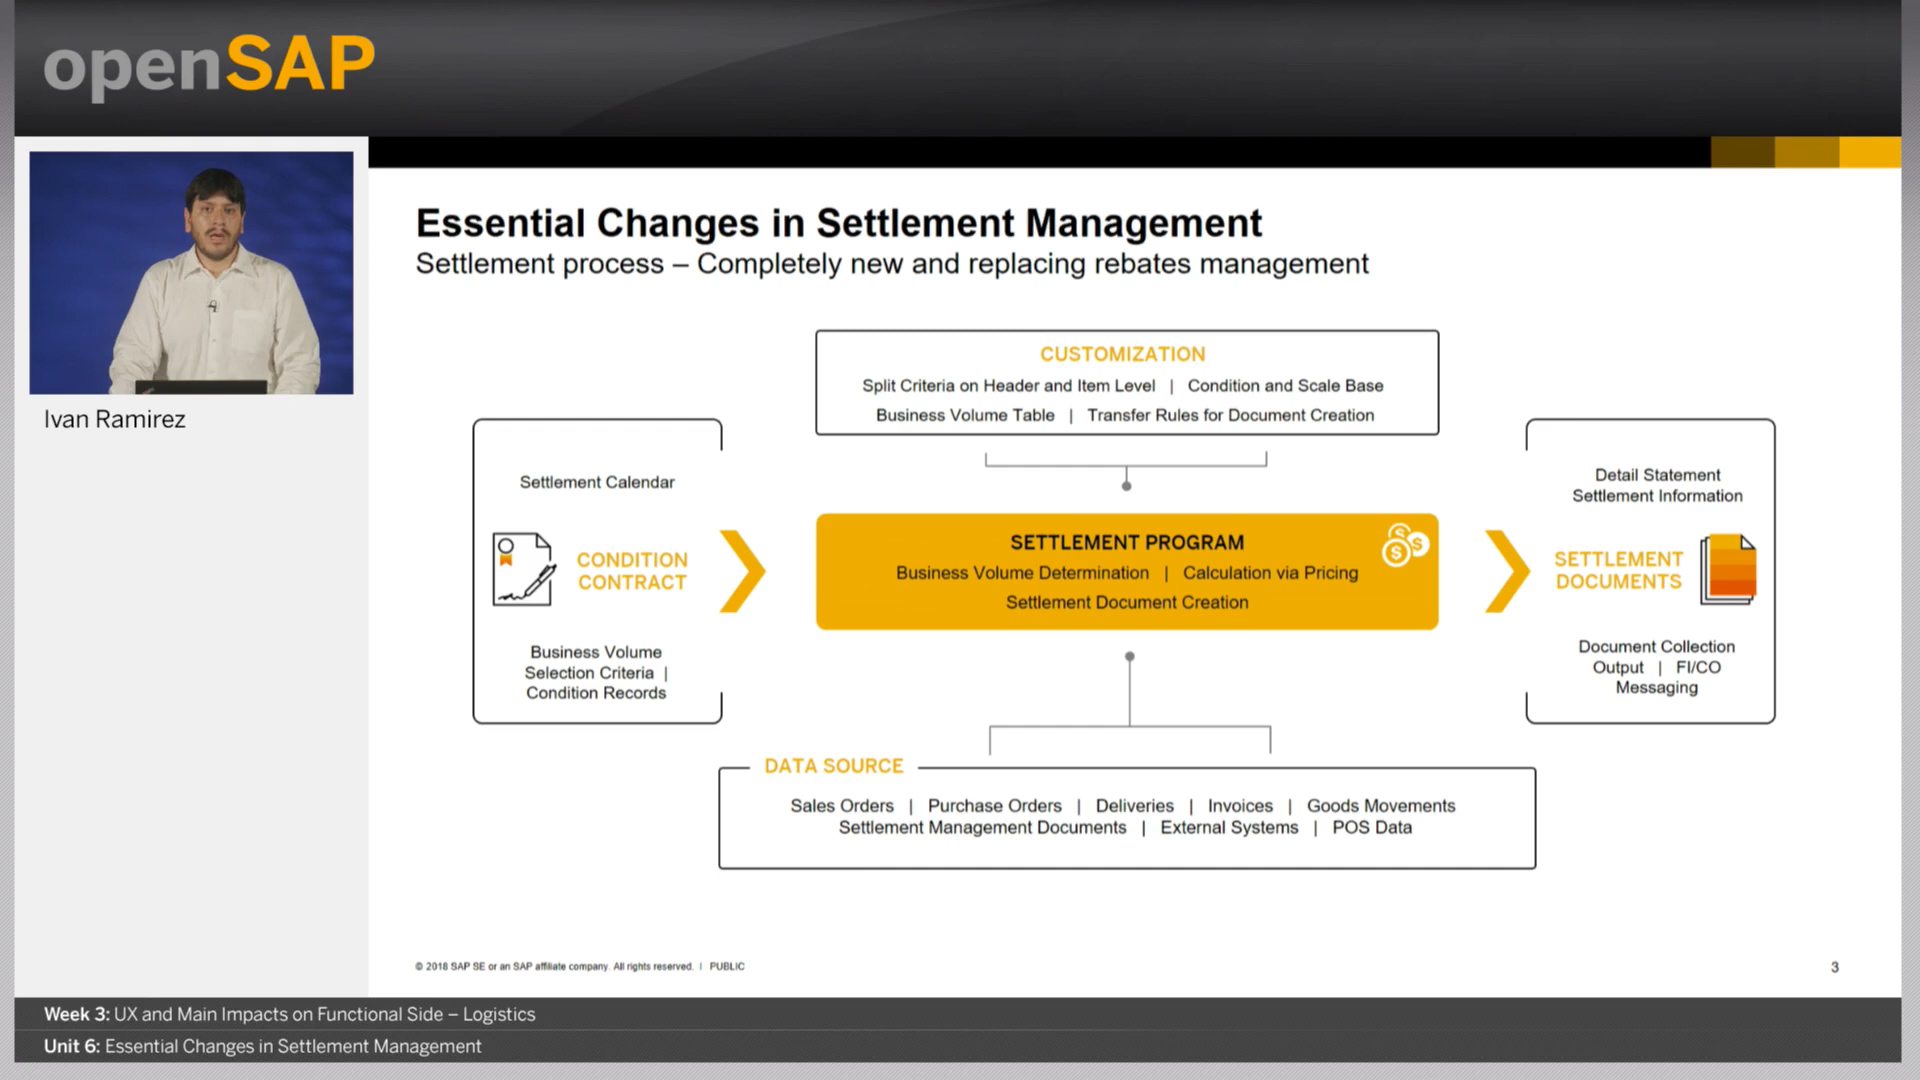 openSAP
Ivan Ramirez
Essential Changes in Settlement Management
Settlement process – Completely new and replacing rebates management
CUSTOMIZATION
Split Criteria on Header and Item Level | Condition and Scale Base
Business Volume Table | Transfer Rules for Document Creation
Settlement Calendar
CONDITION
CONTRACT
Business Volume
Selection Criteria |
Condition Records
SETTLEMENT PROGRAM
Business Volume Determination | Calculation via Pricing
Settlement Document Creation
Detail Statement
Settlement Information
SETTLEMENT
DOCUMENTS
Document Collection
Output | FI/CO
Messaging
DATA SOURCE
Sales Orders | Purchase Orders | Deliveries | Invoices | Goods Movements
Settlement Management Documents | External Systems | POS Data
© 2018 SAP SE or an SAP affiliate company. All rights reserved. | PUBLIC
3
Week 3: UX and Main Impacts on Functional Side – Logistics
Unit 6: Essential Changes in Settlement Management